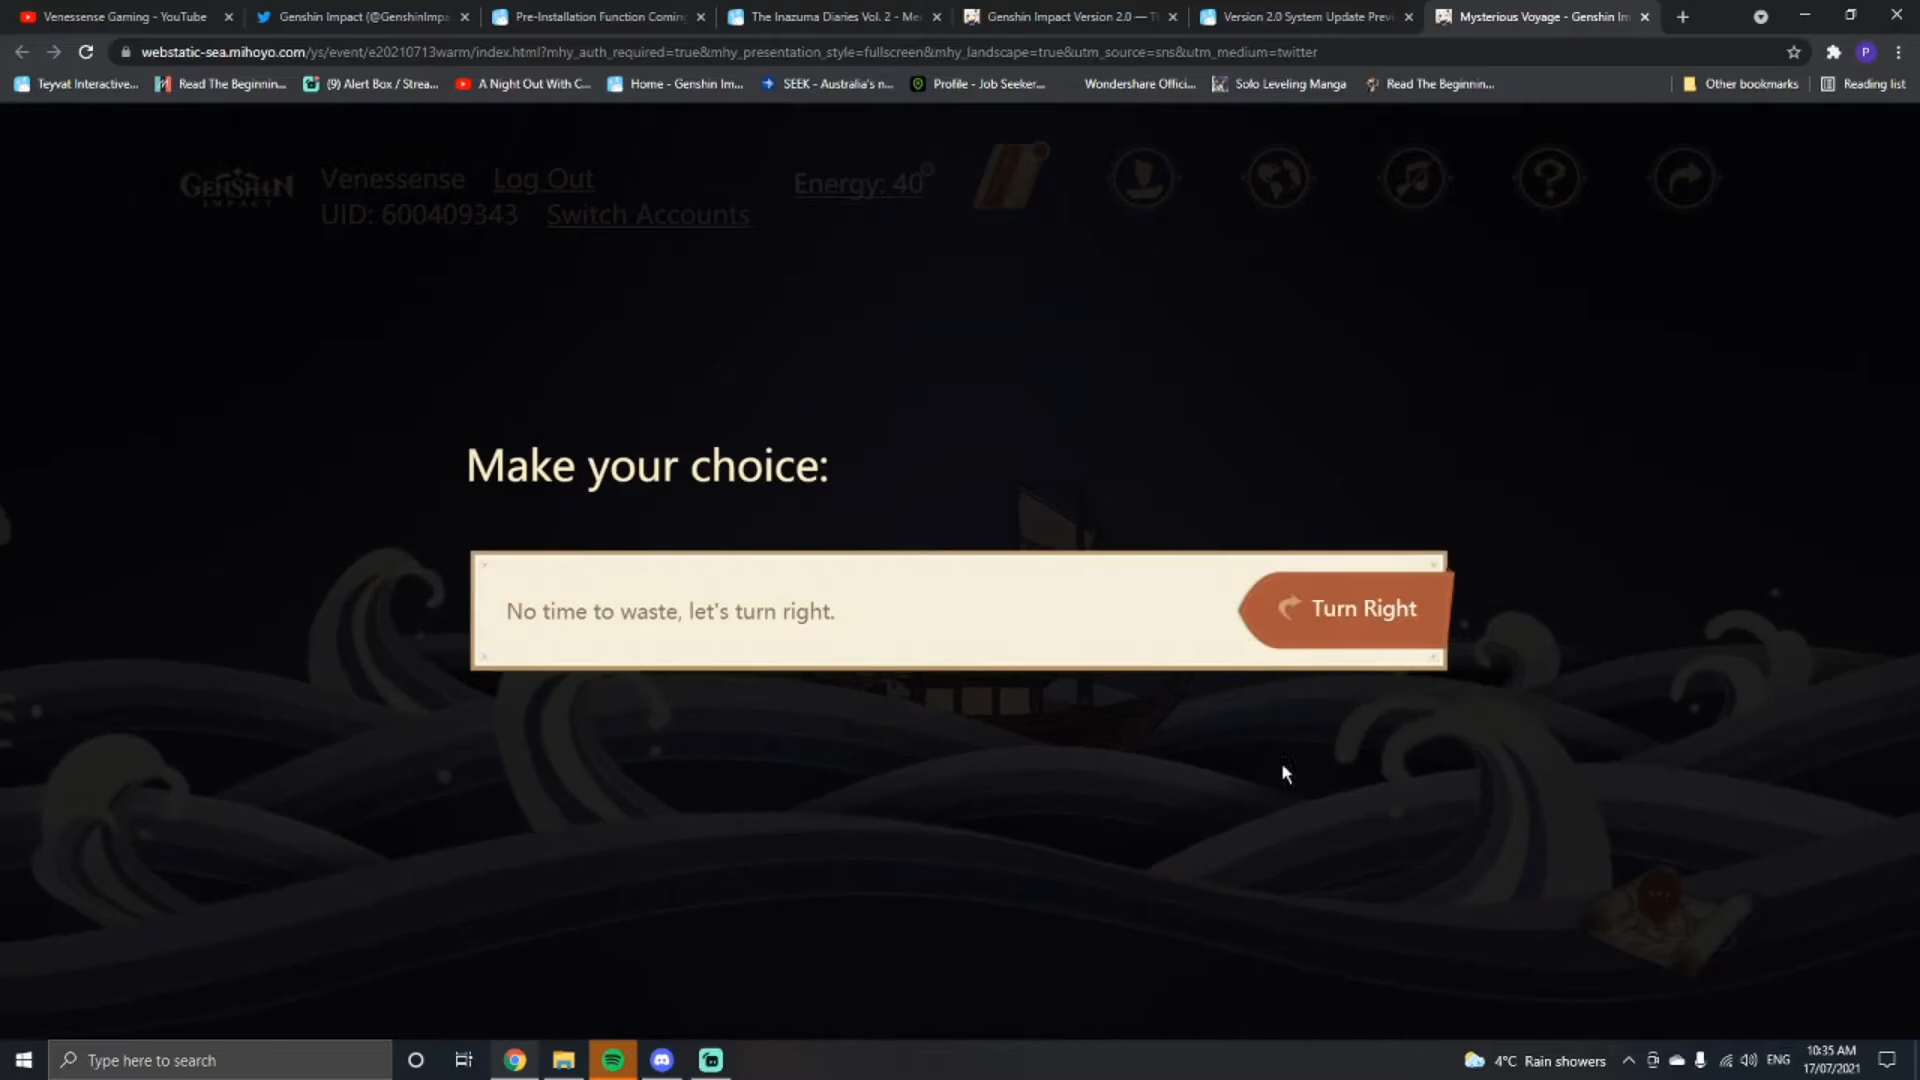 Venessense Gaming - YouTube
Genshin Impact (@GenshinImpa
Pre-Installation Function Coming
The Inazuma Diaries Vol. 2 - Me
Genshin Impact Version 2.0 — T
Version 2.0 System Update Previ
Mysterious Voyage - Genshin Im
webstatic-sea.mihoyo.com/ys/event/e20210713warm/index.html?mhy_auth_required=true&mhy_presentation_style=fullscreen&mhy_landscape=true&utm_source=sns&utm_medium=twitter
P
Teyvat Interactive...
Read The Beginnin...
(9) Alert Box / Strea...
A Night Out With C...
Home - Genshin Im...
SEEK - Australia's n...
Profile - Job Seeker...
Wondershare Offici...
Solo Leveling Manga
Read The Beginnin...
Other bookmarks
Reading list
GENSHIN
IMPACT
Venessense Log Out
UID: 600409343 Switch Accounts
Energy: 40
Make your choice:
No time to waste, let's turn right.
Turn Right
Type here to search
4°C Rain showers
ENG
10:35 AM
17/07/2021